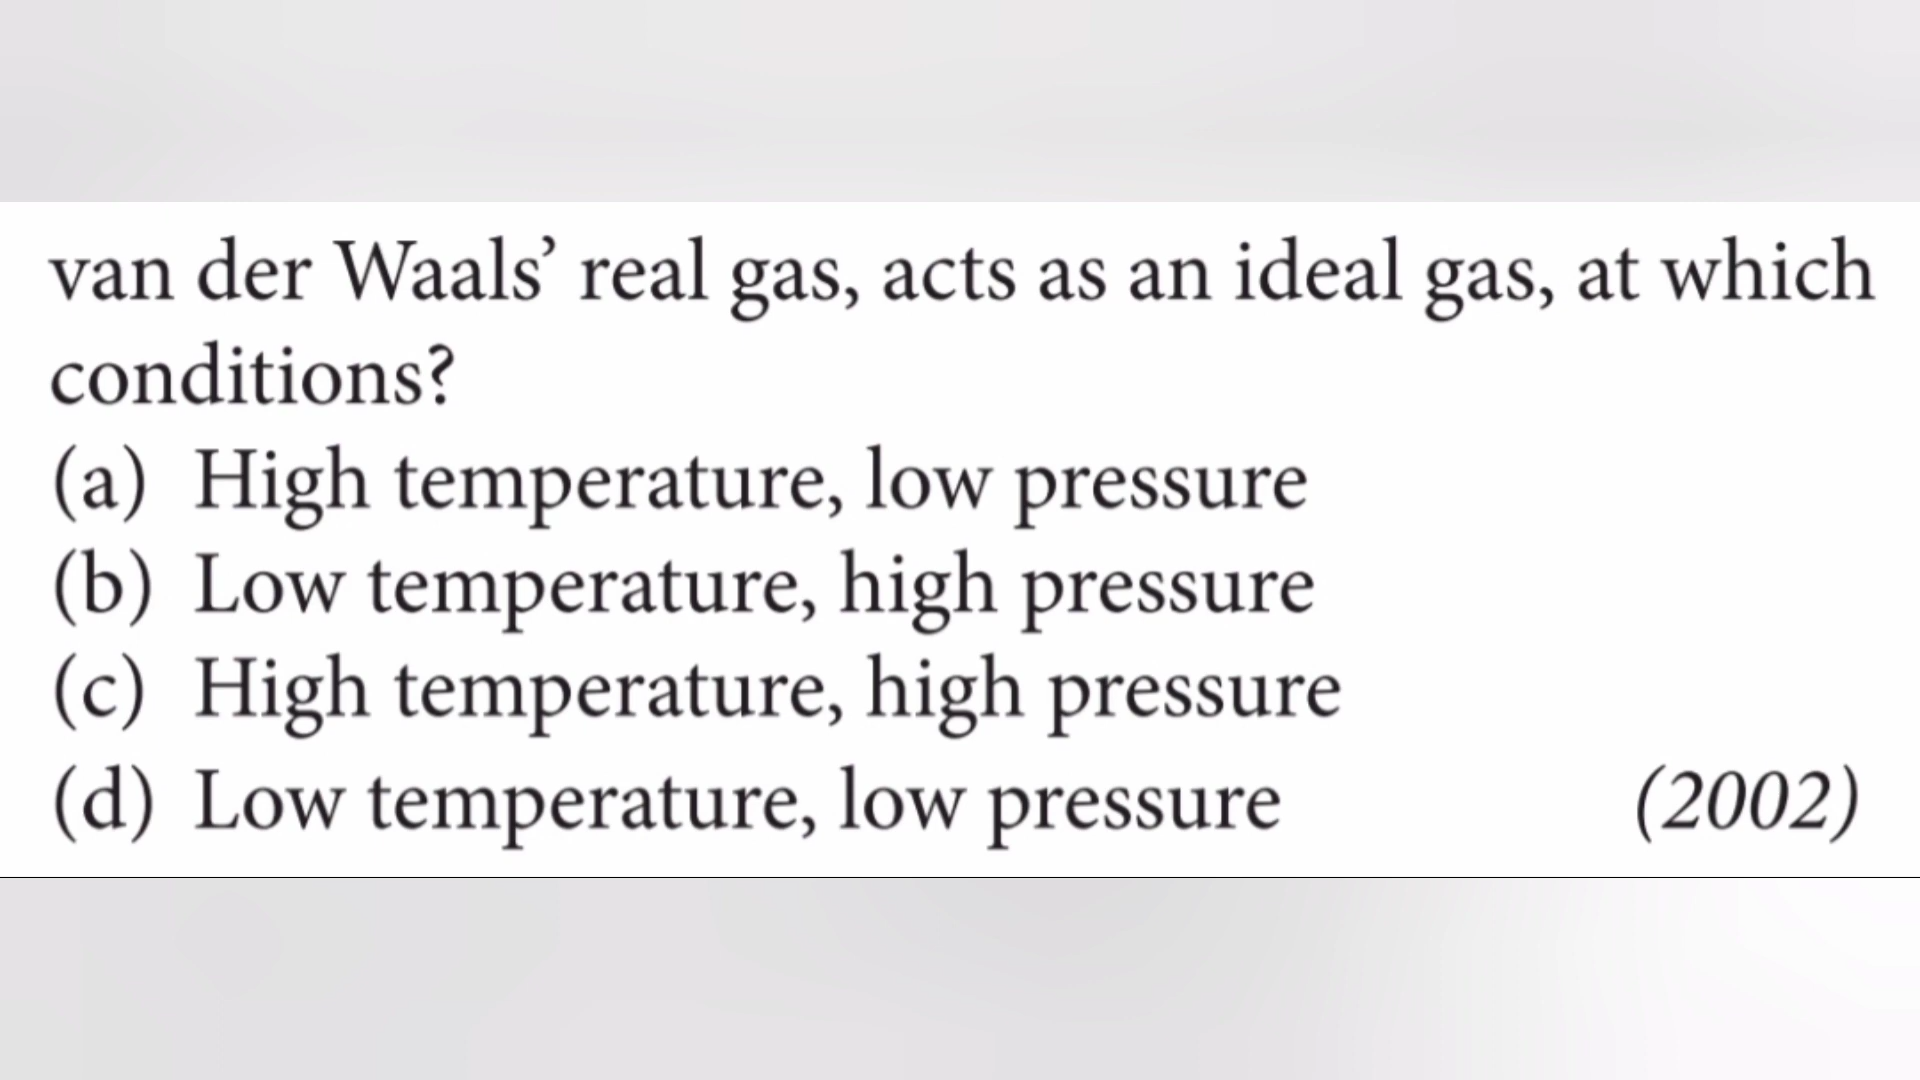 van der Waals’ real gas, acts as an ideal gas, at which
conditions?
(a) High temperature, low pressure
(b) Low temperature, high pressure
(c) High temperature, high pressure
(d) Low temperature, low pressure (2002)